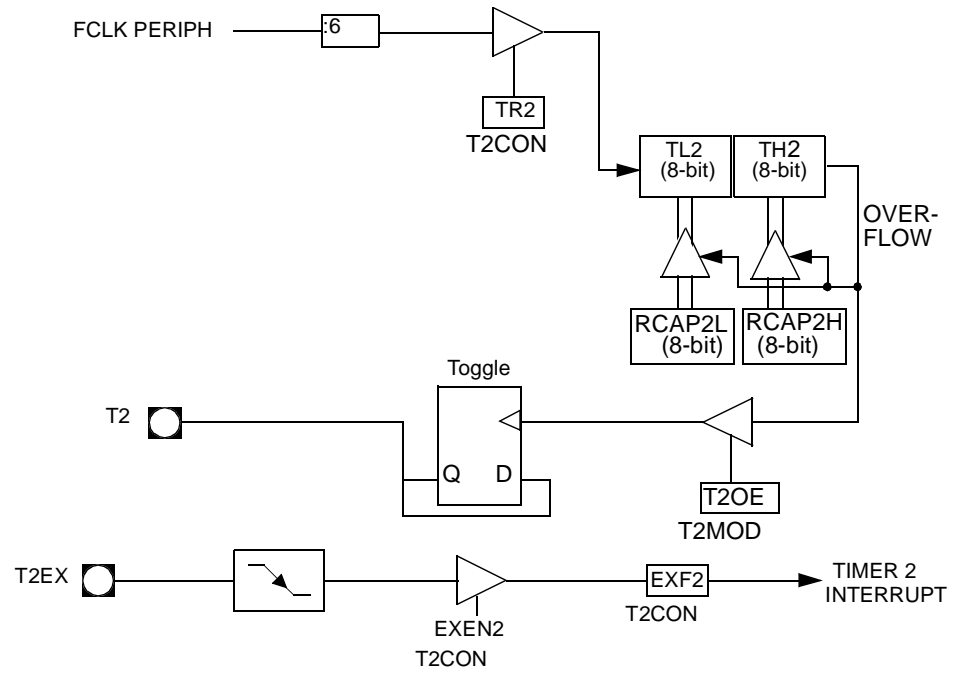 FCLK PERIPH
:6
TR2
T2CON
TL2
(8-bit)
TH2
(8-bit)
OVER-
FLOW
RCAP2L
(8-bit)
RCAP2H
(8-bit)
Toggle
T2
Q
D
T2OE
T2MOD
T2EX
EXEN2
T2CON
EXF2
T2CON
TIMER 2
INTERRUPT